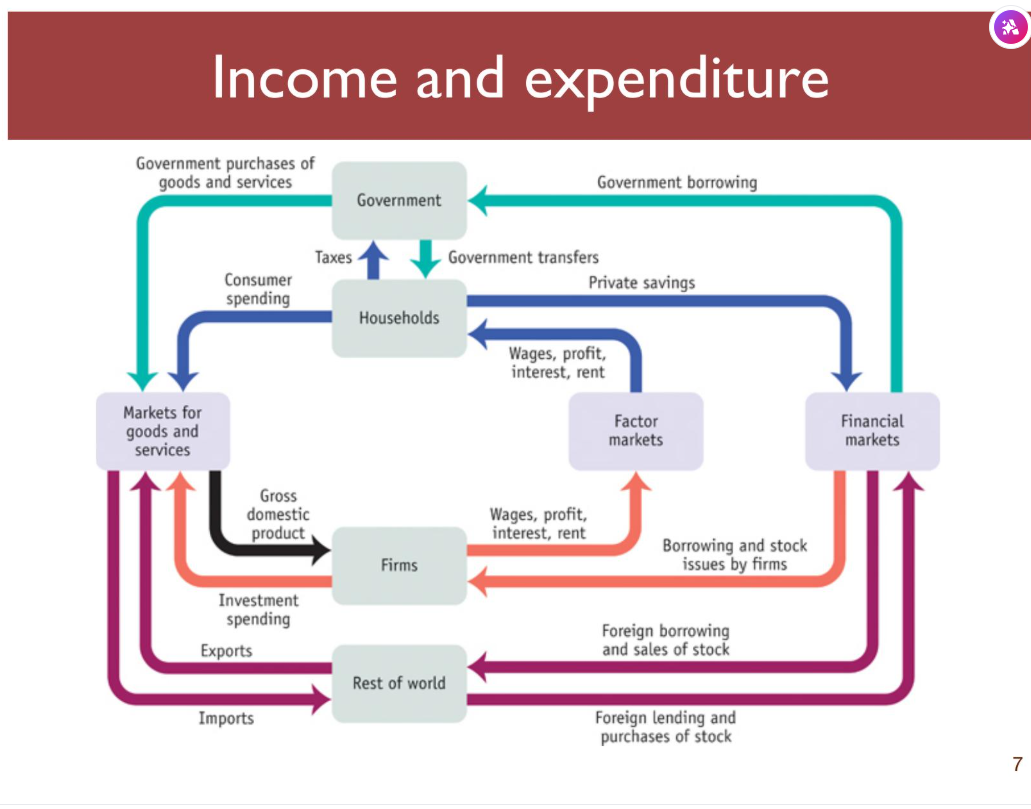 Income and expenditure
Government purchases of
goods and services
Government
Government borrowing
Taxes
Government transfers
Consumer
spending
Private savings
Households
Wages, profit,
interest, rent
Markets for
goods and
services
Factor
markets
Financial
markets
Gross
domestic
product
Wages, profit,
interest, rent
Borrowing and stock
issues by firms
Firms
Investment
spending
Foreign borrowing
and sales of stock
Exports
Rest of world
Imports
Foreign lending and
purchases of stock
7